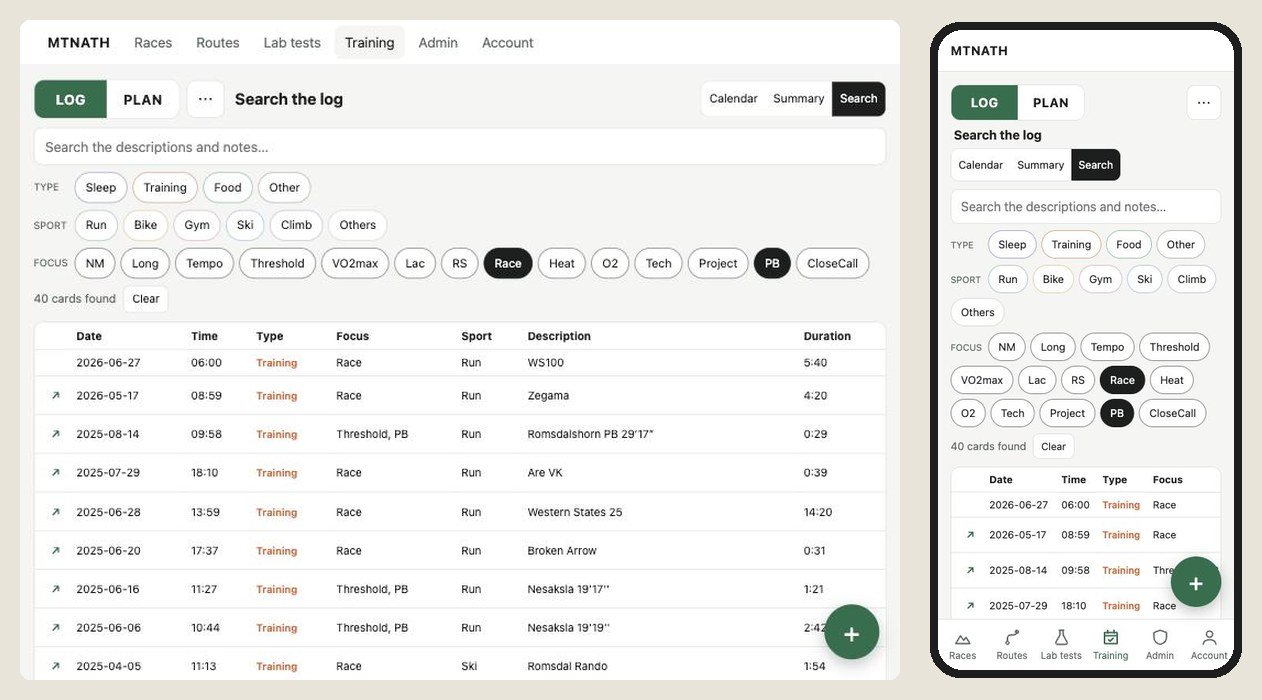 MTNATH Races Routes Lab tests Training Admin Account
LOG PLAN ... Search the log Calendar Summary Search
Search the descriptions and notes...
TYPE Sleep Training Food Other
SPORT Run Bike Gym Ski Climb Others
FOCUS NM Long Tempo Threshold VO2max Lac RS Race Heat O2 Tech Project PB CloseCall
40 cards found Clear
Date Time Type Focus Sport Description Duration
2026-06-27 06:00 Training Race Run WS100 5:40
↗ 2026-05-17 08:59 Training Race Run Zegama 4:20
↗ 2025-08-14 09:58 Training Threshold, PB Run Romsdalshorn PB 29'17" 0:29
↗ 2025-07-29 18:10 Training Race Run Are VK 0:39
↗ 2025-06-28 13:59 Training Race Run Western States 25 14:20
↗ 2025-06-20 17:37 Training Race Run Broken Arrow 0:31
↗ 2025-06-16 11:27 Training Threshold, PB Run Nesaksla 19'17'' 1:21
↗ 2025-06-06 10:44 Training Threshold, PB Run Nesaksla 19'19'' 2:42
↗ 2025-04-05 11:13 Training Race Ski Romsdal Rando 1:54
+
MTNATH
LOG PLAN ...
Search the log
Calendar Summary Search
Search the descriptions and notes...
TYPE Sleep Training Food Other
SPORT Run Bike Gym Ski Climb
Others
FOCUS NM Long Tempo Threshold
VO2max Lac RS Race Heat
O2 Tech Project PB CloseCall
40 cards found Clear
Date Time Type Focus
2026-06-27 06:00 Training Race
↗ 2026-05-17 08:59 Training Race
↗ 2025-08-14 09:58 Training Thre
↗ 2025-07-29 18:10 Training Race
+
Races Routes Lab tests Training Admin Account